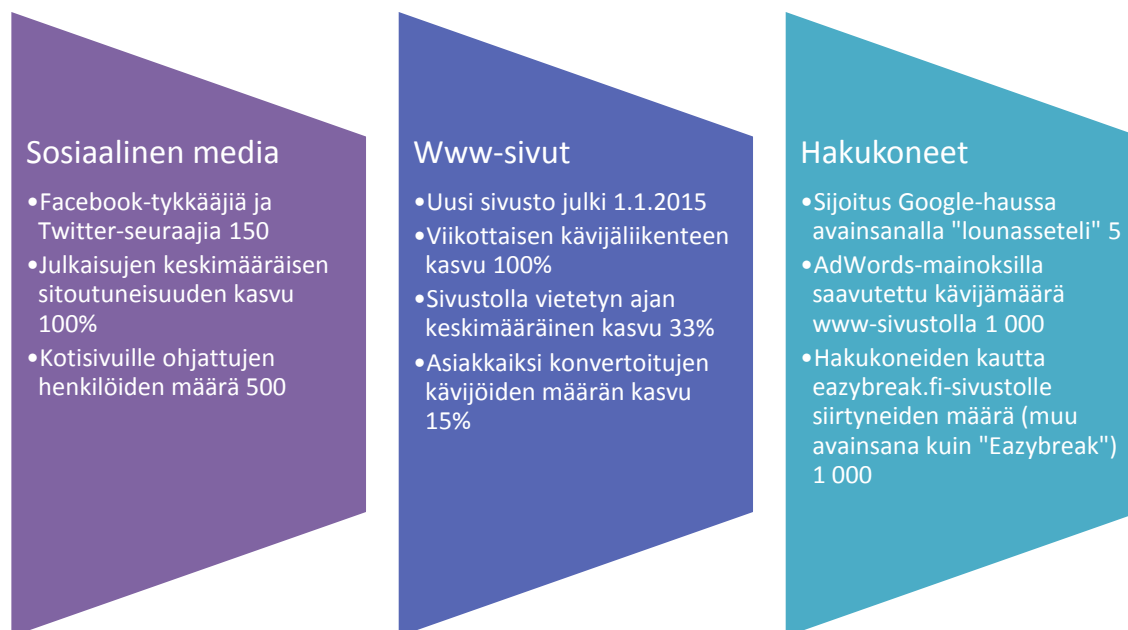 Sosiaalinen media
•Facebook-tykkääjiä ja
Twitter-seuraajia 150
•Julkaisujen keskimääräisen
sitoutuneisuuden kasvu
100%
•Kotisivuille ohjattujen
henkilöiden määrä 500
Www-sivut
•Uusi sivusto julki 1.1.2015
•Viikottaisen kävijäliikenteen
kasvu 100%
•Sivustolla vietetyn ajan
keskimääräinen kasvu 33%
•Asiakkaiksi konvertoitujen
kävijöiden määrän kasvu
15%
Hakukoneet
•Sijoitus Google-haussa
avainsanalla "lounasseteli" 5
•AdWords-mainoksilla
saavutettu kävijämäärä
www-sivustolla 1 000
•Hakukoneiden kautta
eazybreak.fi-sivustolle
siirtyneiden määrä (muu
avainsana kuin "Eazybreak")
1 000